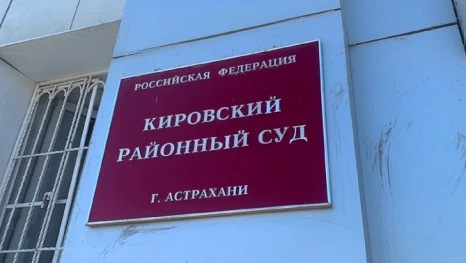 РОССИЙСКАЯ ФЕДЕРАЦИЯ
КИРОВСКИЙ
РАЙОННЫЙ СУД
Г. АСТРАХАНИ